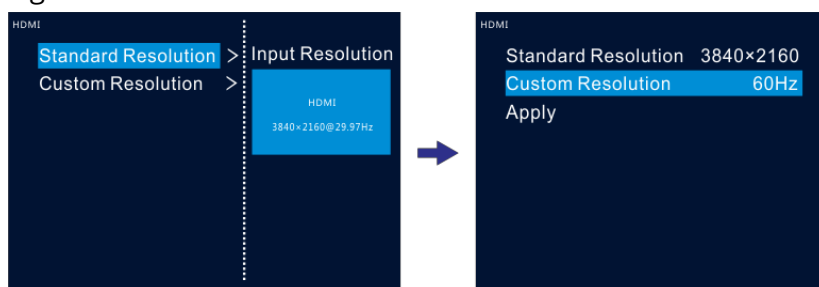 HDMI
Standard Resolution >
Custom Resolution >
Input Resolution
HDMI
3840×2160@29.97Hz
HDMI
Standard Resolution 3840×2160
Custom Resolution 60Hz
Apply